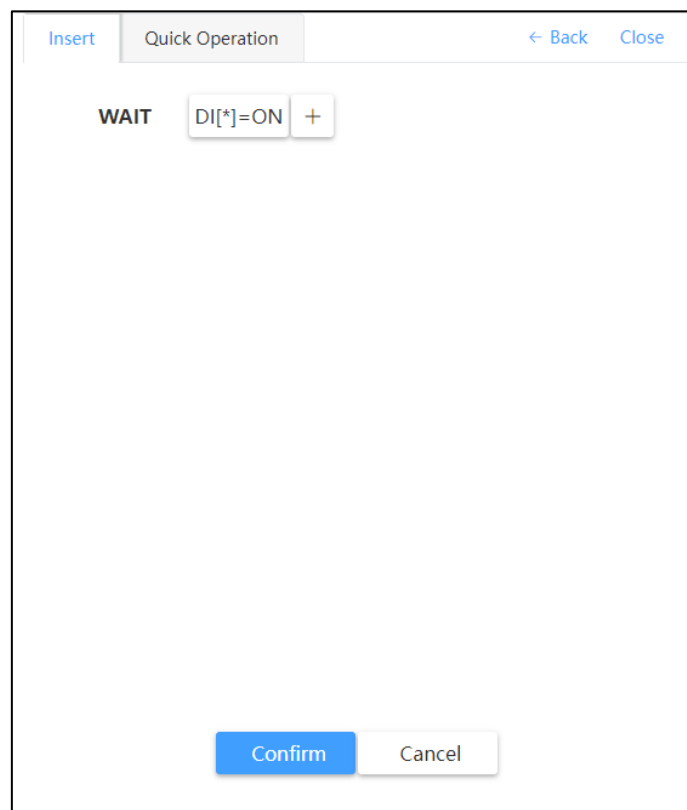 Insert Quick Operation ← Back Close
WAIT DI[*]=ON +
Confirm Cancel